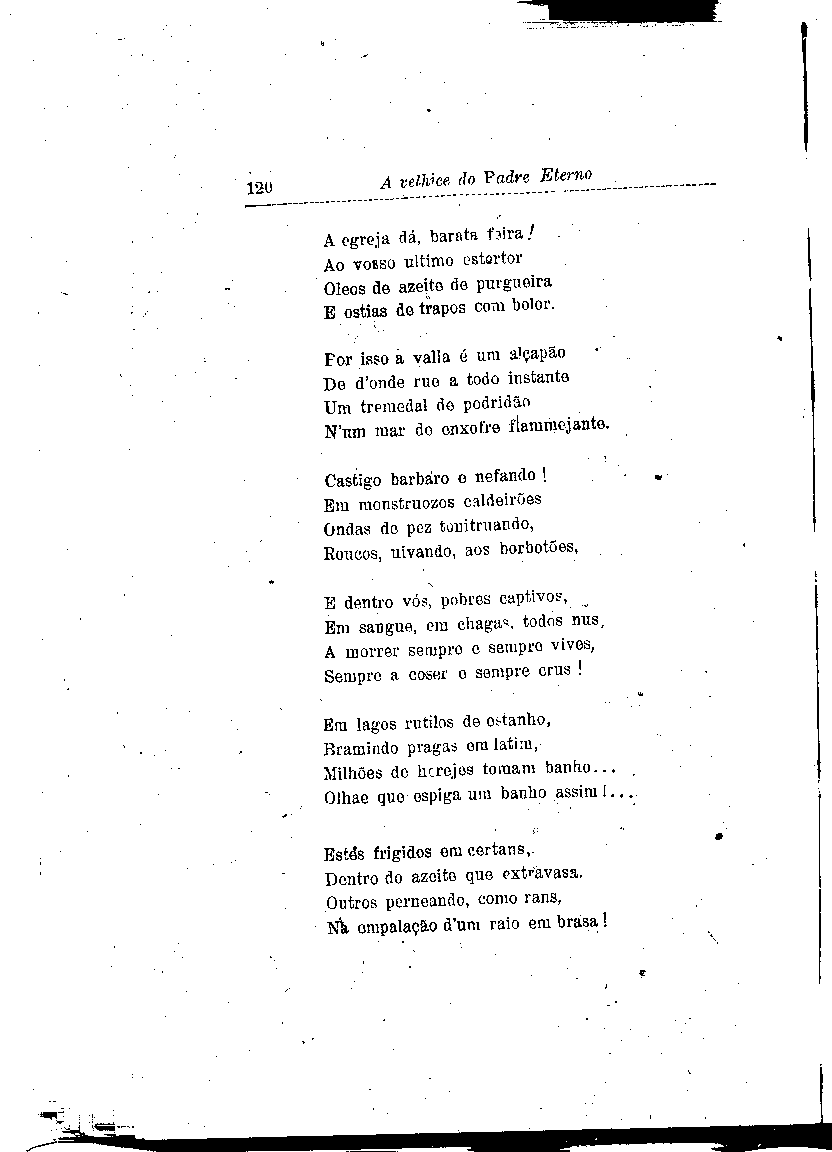 120
A velhice do Padre Eterno
A egreja dá, barata feira!
Ao vosso ultimo estertor
Oleos de azeite de purgueira
E ostias de trapos com bolor.
Por isso a valla é um alçapão
De d'onde rue a todo instante
Um tremedal de podridão
N'um mar de enxofre flammejante.
Castigo barbaro e nefando!
Em monstruozos caldeirões
Ondas de pez tonitruando,
Roucos, uivando, aos borbotões,
E dentro vós, pobres captivos,
Em sangue, em chagas, todos nus,
A morrer sempre e sempre vivos,
Sempre a coser e sempre crus!
Em lagos rutilos de estanho,
Bramindo pragas em latim,
Milhões de herejes tomam banho...
Olhae que espiga um banho assim!...
Estes frigidos em certans,
Dentro do azeite que extravasa.
Outros perneando, como rans,
Na empalação d'um raio em brasa!